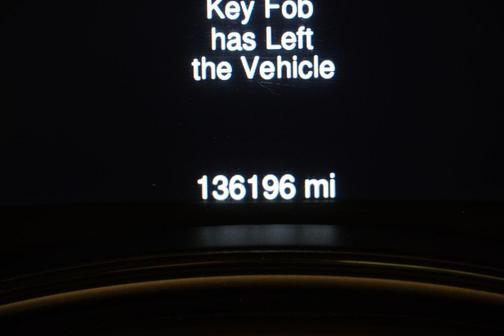 Key Fob
has Left
the Vehicle
136196 mi